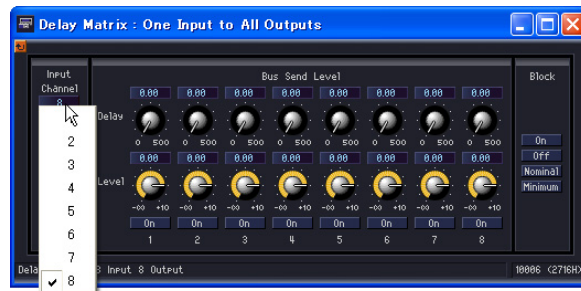 Delay Matrix : One Input to All Outputs
Input Channel
8
2
3
4
5
6
7
8
Bus Send Level
0.00 0.00 0.00 0.00 0.00 0.00 0.00 0.00
Delay
0 500 0 500 0 500 0 500 0 500 0 500 0 500 0 500
0.00 0.00 0.00 0.00 0.00 0.00 0.00 0.00
Level
-∞ +10 -∞ +10 -∞ +10 -∞ +10 -∞ +10 -∞ +10 -∞ +10 -∞ +10
On On On On On On On On
1 2 3 4 5 6 7 8
Block
On
Off
Nominal
Minimum
Input 8 Output
10006 (2716H)